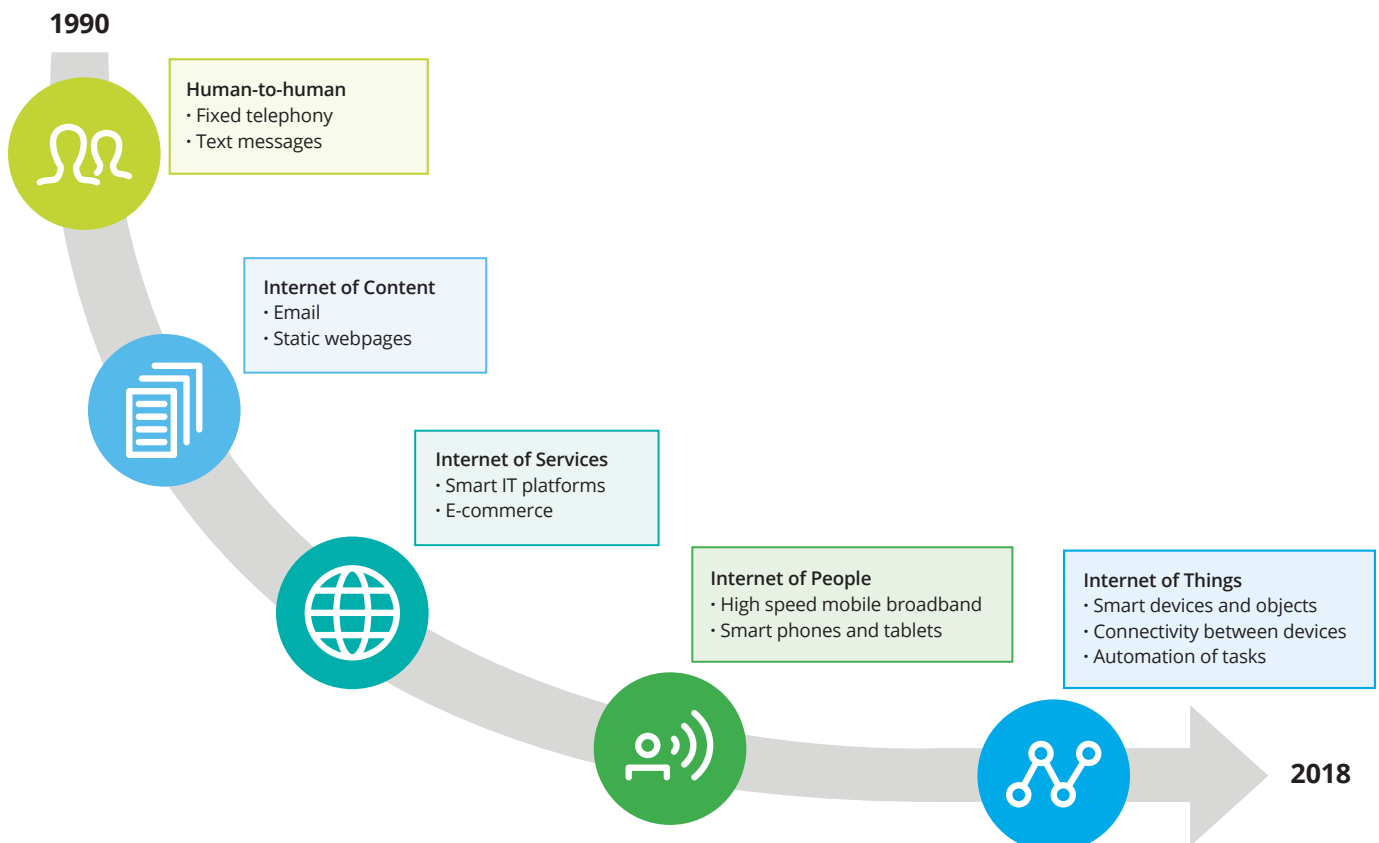 1990
Human-to-human
· Fixed telephony
· Text messages
Internet of Content
· Email
· Static webpages
Internet of Services
· Smart IT platforms
· E-commerce
Internet of People
· High speed mobile broadband
· Smart phones and tablets
Internet of Things
· Smart devices and objects
· Connectivity between devices
· Automation of tasks
2018